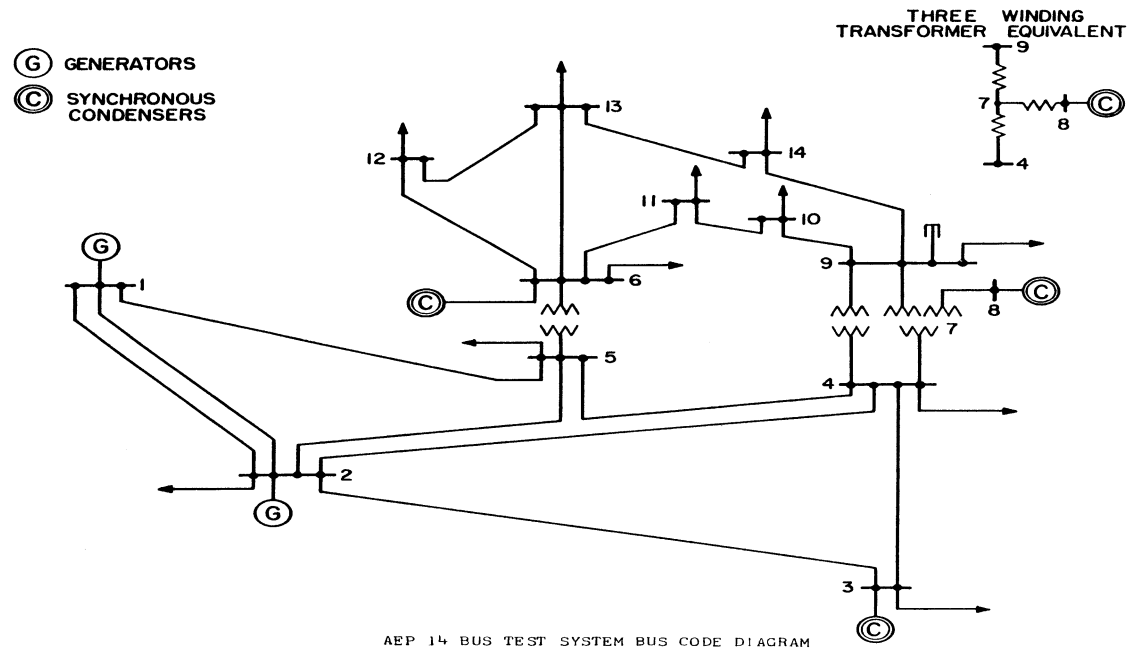 THREE WINDING
TRANSFORMER EQUIVALENT
9
7
C
8
4
G GENERATORS
C SYNCHRONOUS
CONDENSERS
13
12
14
11
10
G
1
6
9
C
C
8
7
5
4
2
G
3
C
AEP 14 BUS TEST SYSTEM BUS CODE DIAGRAM